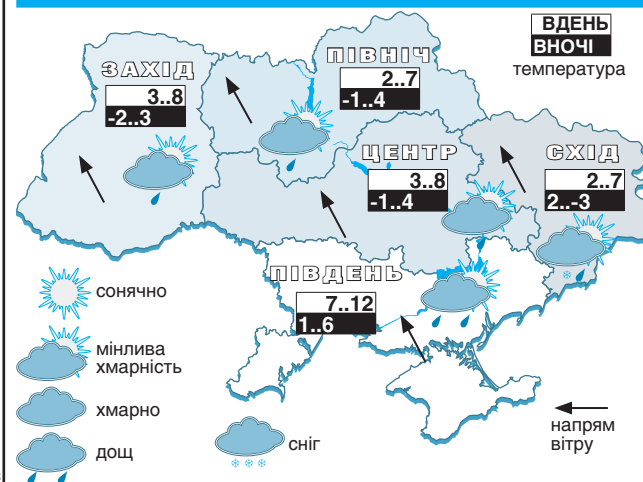 ВДЕНЬ
ВНОЧІ
температура
ПІВНІЧ
2..7
-1..4
ЗАХІД
3..8
-2..3
ЦЕНТР
3..8
-1..4
СХІД
2..7
2..-3
ПІВДЕНЬ
7..12
1..6
сонячно
мінлива
хмарність
хмарно
дощ
сніг
напрям
вітру